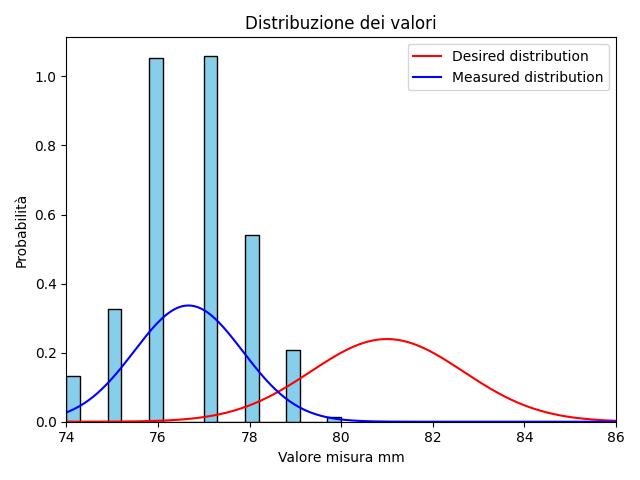 Distribuzione dei valori
Desired distribution
Measured distribution
Probabilità
1.0
0.8
0.6
0.4
0.2
0.0
74 76 78 80 82 84 86
Valore misura mm